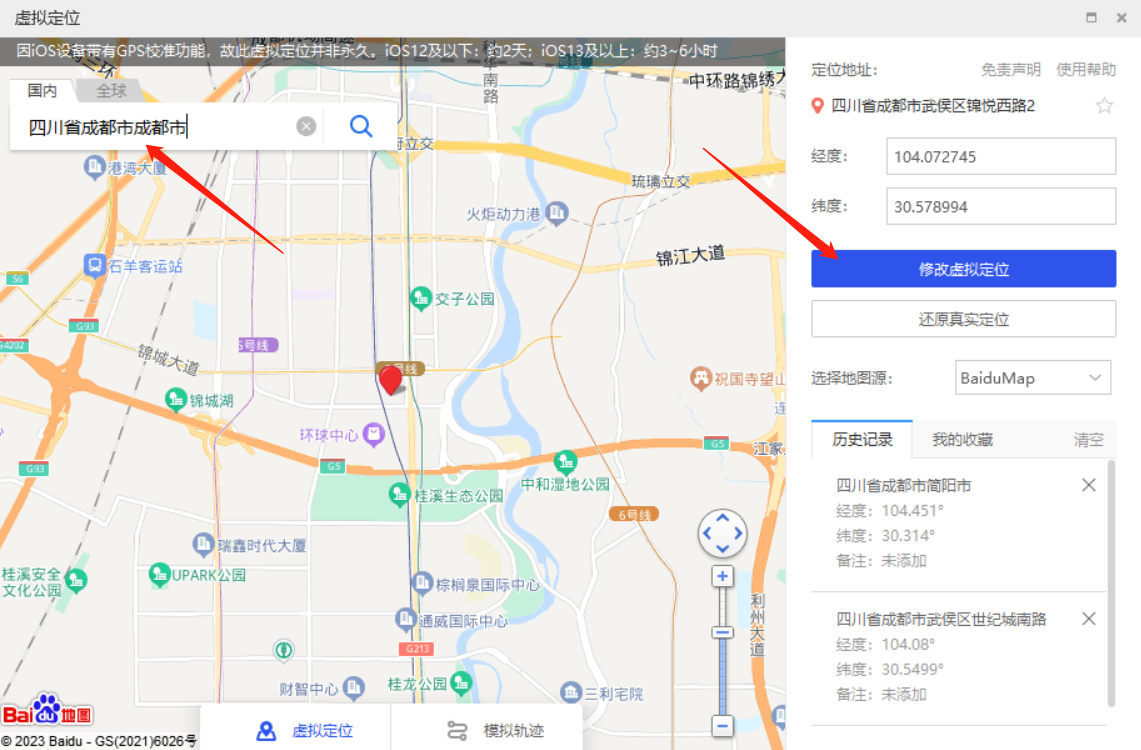 虚拟定位
因iOS设备带有GPS校准功能，故此虚拟定位并非永久。iOS12及以下：约2天；iOS13及以上：约3~6小时
三环
科华南路
中环路锦绣大
国内
全球
四川省成都市成都市
立交
港湾大厦
琉璃立交
火炬动力港
锦江大道
石羊客运站
S6
交子公园
G93
G4202
5号线
锦城大道
号线
锦城湖
祝国寺望山
环球中心
连
G5
G5
江家
G93
桂溪生态公园
中和湿地公园
6号线
瑞鑫时代大厦
桂溪安全
文化公园
UPARK公园
棕榈泉国际中心
利州大道
通威国际中心
G213
财智中心
桂龙公园
三利宅院
Bai du 地图
© 2023 Baidu - GS(2021)6026号
虚拟定位
模拟轨迹
定位地址：
免责声明
使用帮助
四川省成都市武侯区锦悦西路2
经度：
104.072745
纬度：
30.578994
修改虚拟定位
还原真实定位
选择地图源：
BaiduMap
历史记录
我的收藏
清空
四川省成都市简阳市
经度：104.451°
纬度：30.314°
备注：未添加
四川省成都市武侯区世纪城南路
经度：104.08°
纬度：30.5499°
备注：未添加